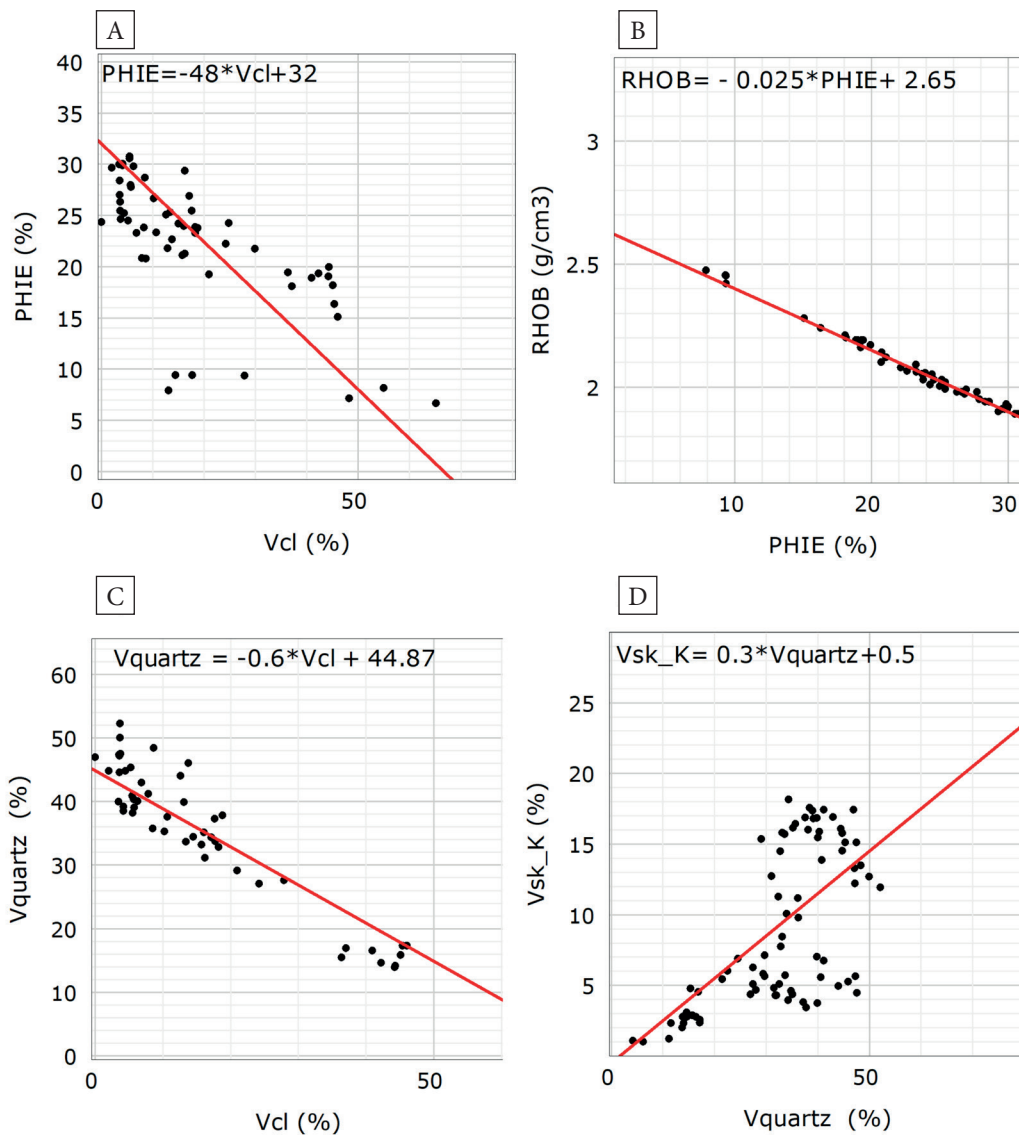 A
PHIE=-48*Vcl+32
40
35
30
25
20
15
10
5
0
PHIE (%)
0
50
Vcl (%)
B
RHOB= - 0.025*PHIE+ 2.65
3
2.5
2
RHOB (g/cm3)
10
20
30
PHIE (%)
C
Vquartz = -0.6*Vcl + 44.87
60
50
40
30
20
10
0
Vquartz (%)
0
50
Vcl (%)
D
Vsk_K= 0.3*Vquartz+0.5
25
20
15
10
5
0
Vsk_K (%)
0
50
Vquartz (%)